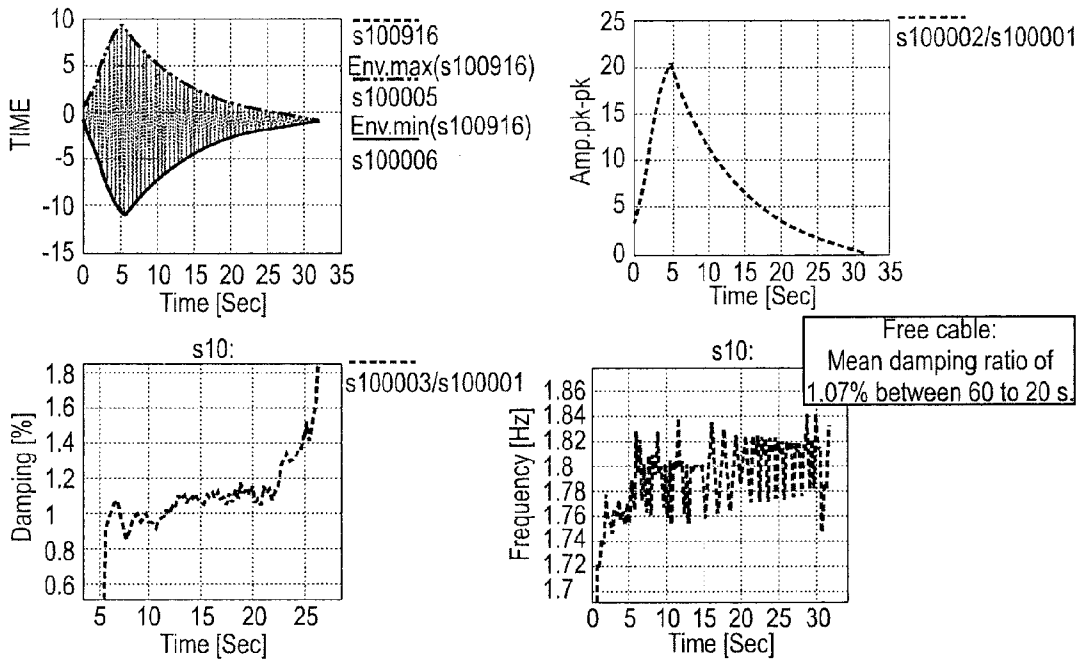 10
5
0
-5
-10
-15
TIME
0 5 10 15 20 25 30 35
Time [Sec]
s100916
Env.max(s100916)
s100005
Env.min(s100916)
s100006
25
20
15
10
5
0
Amp.pk-pk
0 5 10 15 20 25 30 35
Time [Sec]
s100002/s100001
s10:
1.8
1.6
1.4
1.2
1
0.8
0.6
Damping [%]
5 10 15 20 25
Time [Sec]
s100003/s100001
s10:
1.86
1.84
1.82
1.8
1.78
1.76
1.74
1.72
1.7
Frequency [Hz]
0 5 10 15 20 25 30
Time [Sec]
Free cable:
Mean damping ratio of
1.07% between 60 to 20 s.